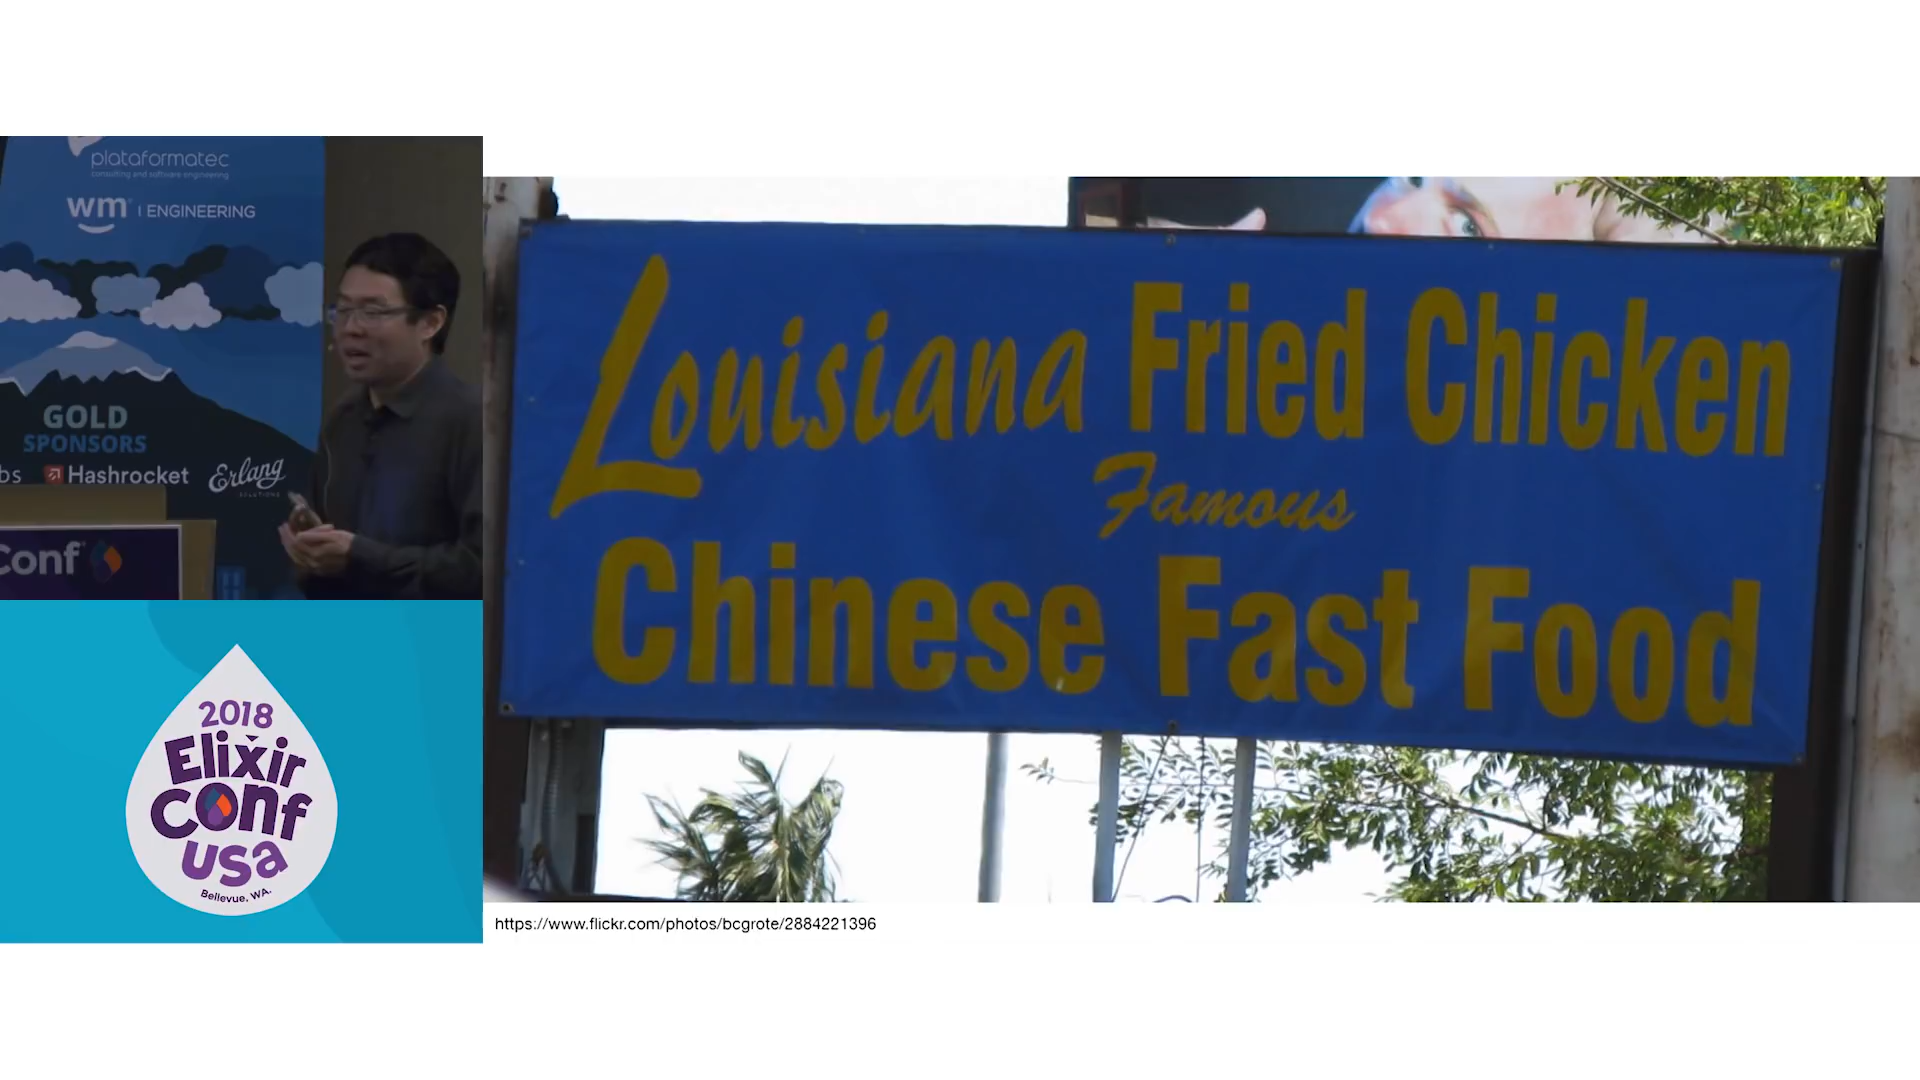 plataformatec
consulting and software engineering
wm | ENGINEERING
GOLD
SPONSORS
bs Hashrocket Erlang
SOLUTIONS
Conf
2018
Elixir
Conf
USA
Bellevue, WA.
Louisiana Fried Chicken
Famous
Chinese Fast Food
https://www.flickr.com/photos/bcgrote/2884221396